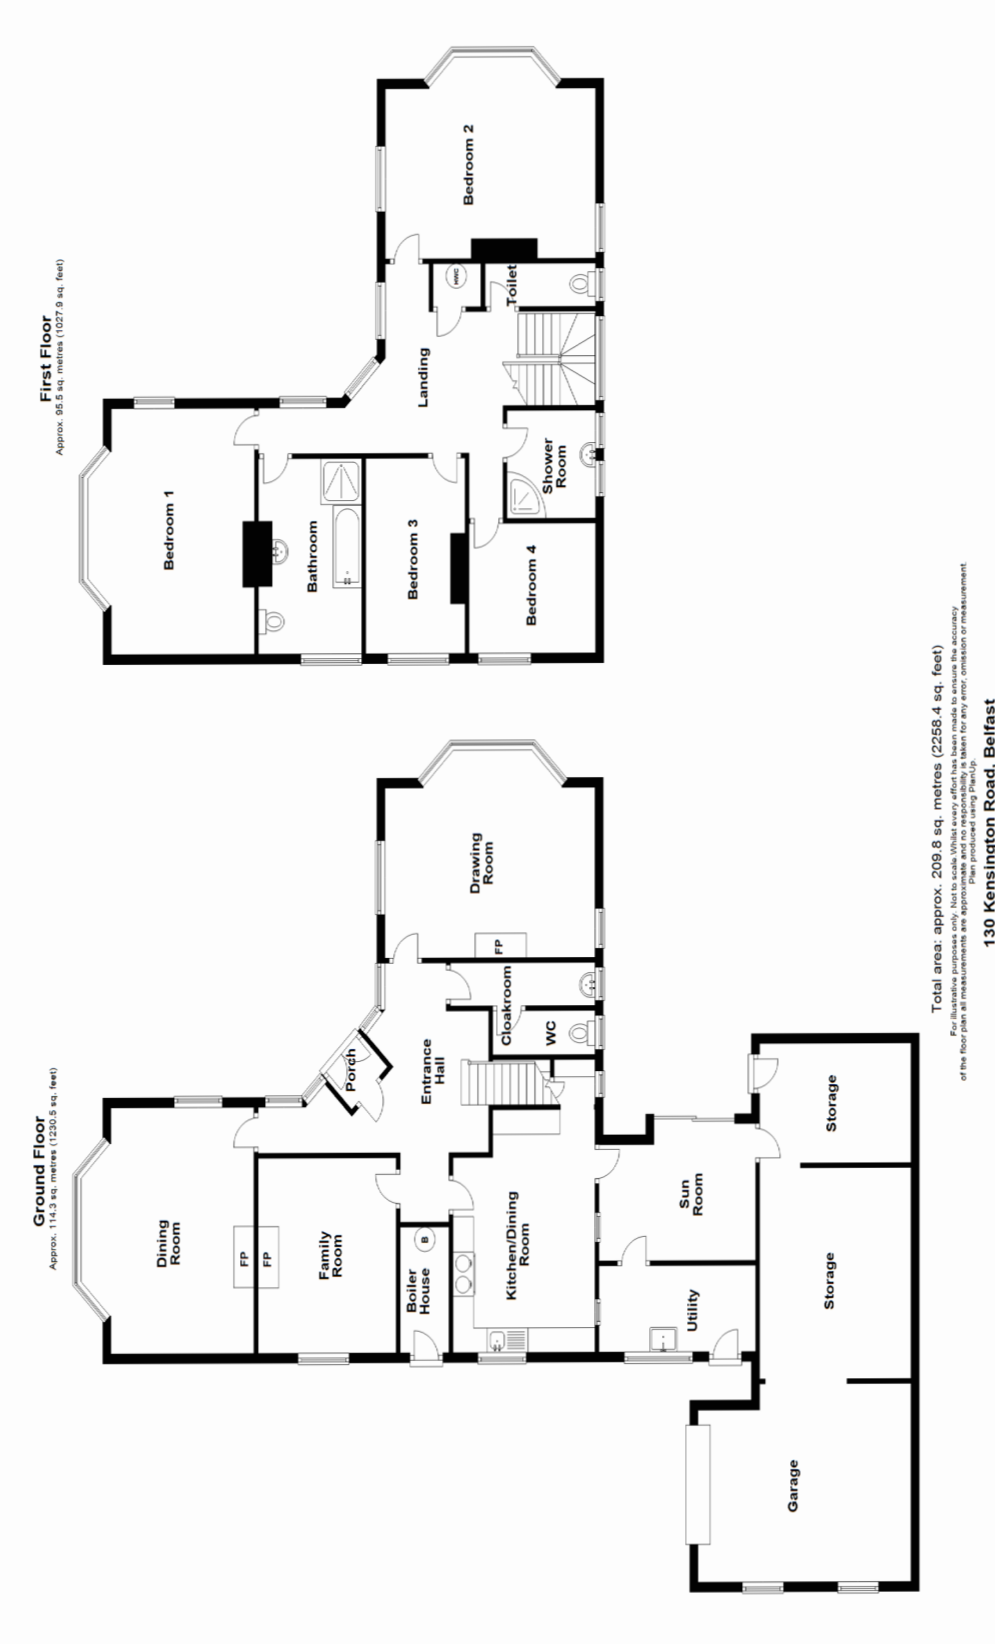 First Floor
Approx. 95.5 sq. metres (1027.9 sq. feet)
Bedroom 2
HWC
Toilet
Landing
Bedroom 1
Bathroom
Bedroom 3
Shower
Room
Bedroom 4
Ground Floor
Approx. 114.3 sq. metres (1230.5 sq. feet)
Drawing
Room
FP
Cloakroom
WC
Porch
Entrance
Hall
Dining
Room
FP
FP
Family
Room
Boiler
House
B
Kitchen/Dining
Room
Sun
Room
Utility
Storage
Storage
Garage
Total area: approx. 209.8 sq. metres (2258.4 sq. feet)
For illustrative purposes only. Not to scale. Whilst every effort has been made to ensure the accuracy
of the floor plan all measurements are approximate and no responsibility is taken for any error, omission or measurement.
Plan produced using PlanUp.
130 Kensington Road, Belfast